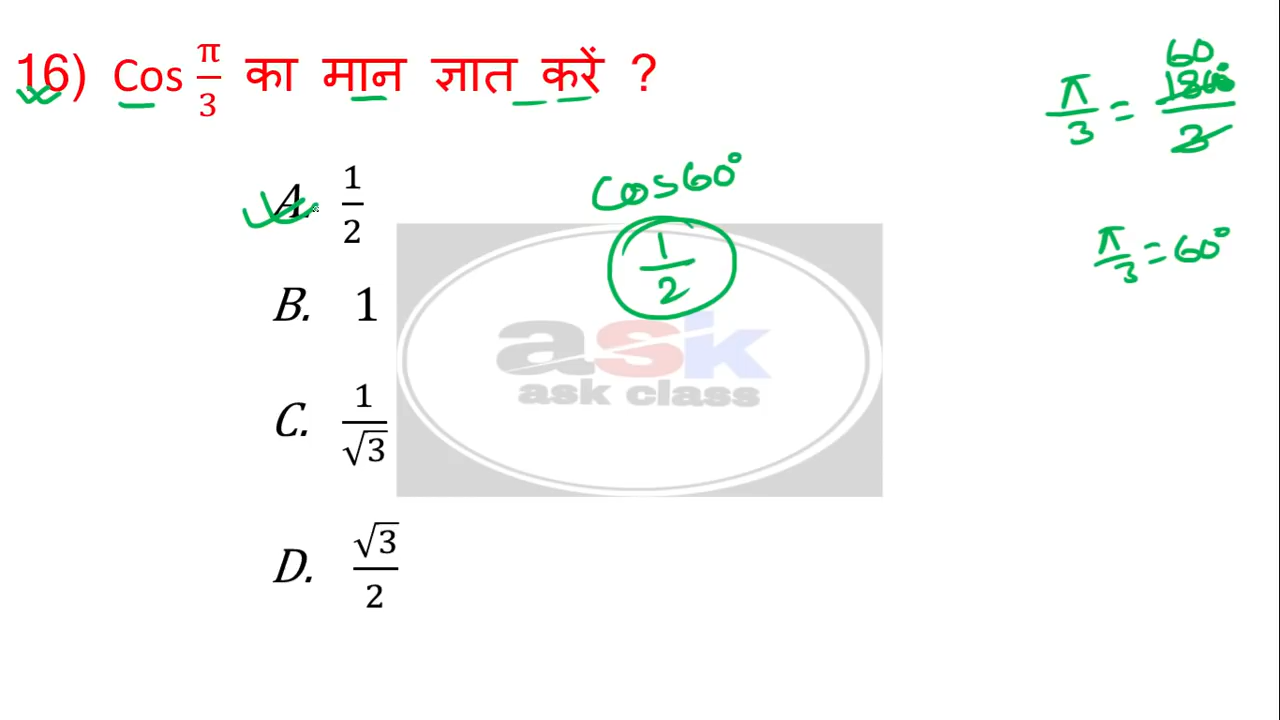 16) Cos π/3 का मान ज्ञात करें ?
π/3 = 180°/3 60
A. 1/2
cos60°
1/2
π/3 = 60°
B. 1
ask
ask class
C. 1/√3
D. √3/2